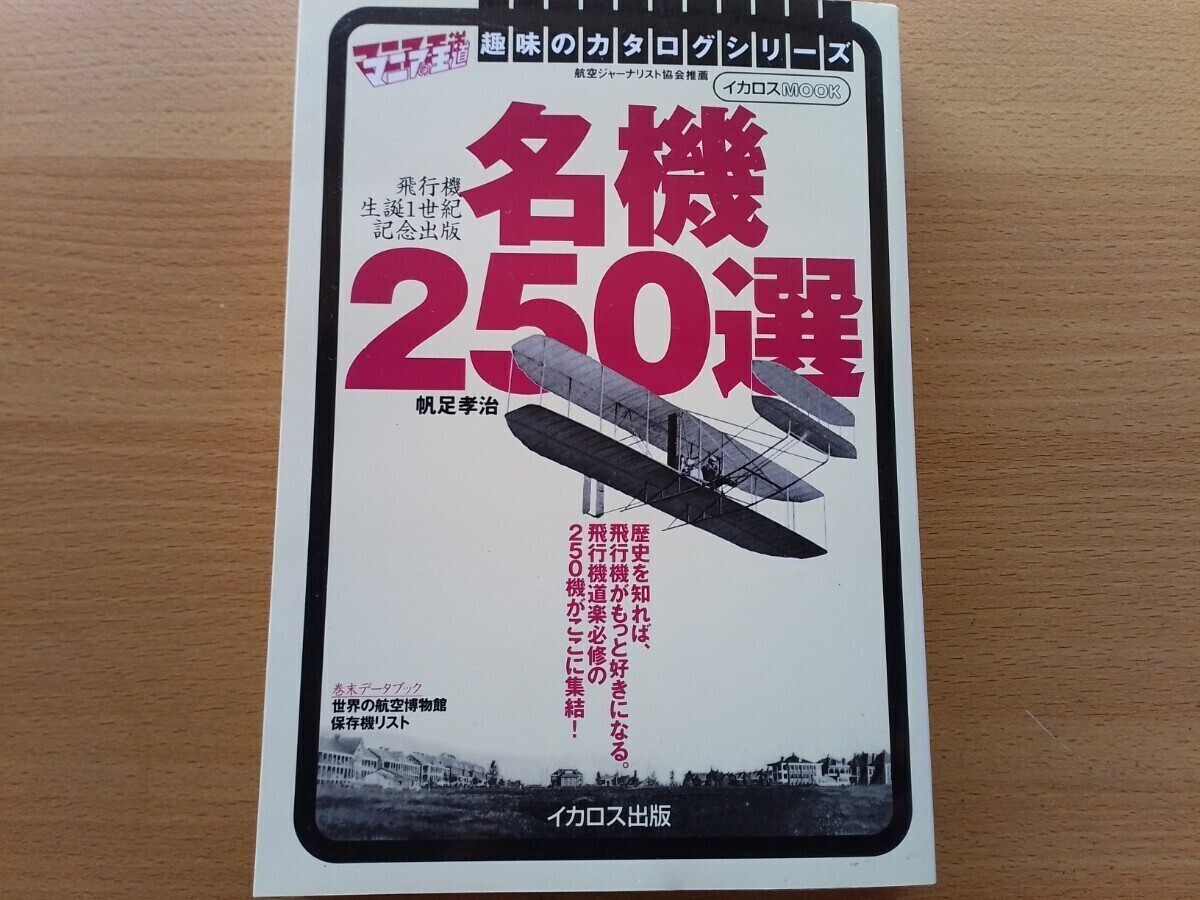 マニアの王道
趣味のカタログシリーズ
航空ジャーナリスト協会推薦
イカロスMOOK
名機
250選
飛行機
生誕1世紀
記念出版
帆足孝治
歴史を知れば、
飛行機がもっと好きになる。
飛行機道楽必修の
250機がここに集結！
巻末データブック
世界の航空博物館
保存機リスト
イカロス出版